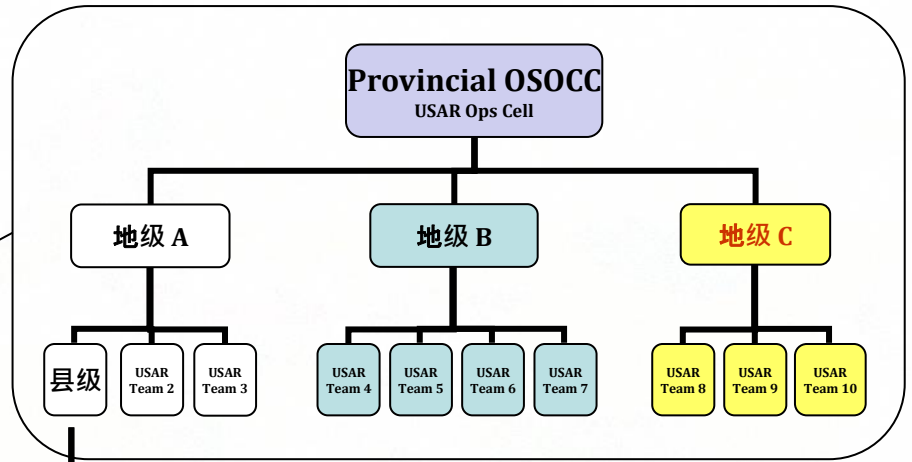 Provincial OSOCC
USAR Ops Cell
地级 A
地级 B
地级 C
县级
USAR
Team 2
USAR
Team 3
USAR
Team 4
USAR
Team 5
USAR
Team 6
USAR
Team 7
USAR
Team 8
USAR
Team 9
USAR
Team 10